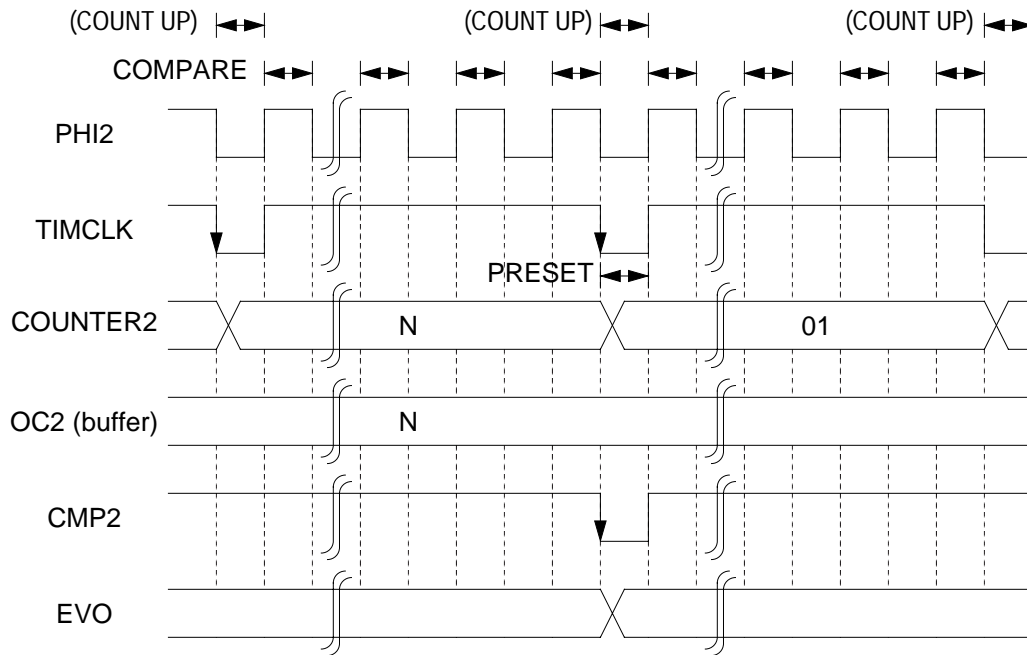 (COUNT UP) (COUNT UP) (COUNT UP)
COMPARE
PHI2
TIMCLK
PRESET
COUNTER2 N 01
OC2 (buffer) N
CMP2
EVO